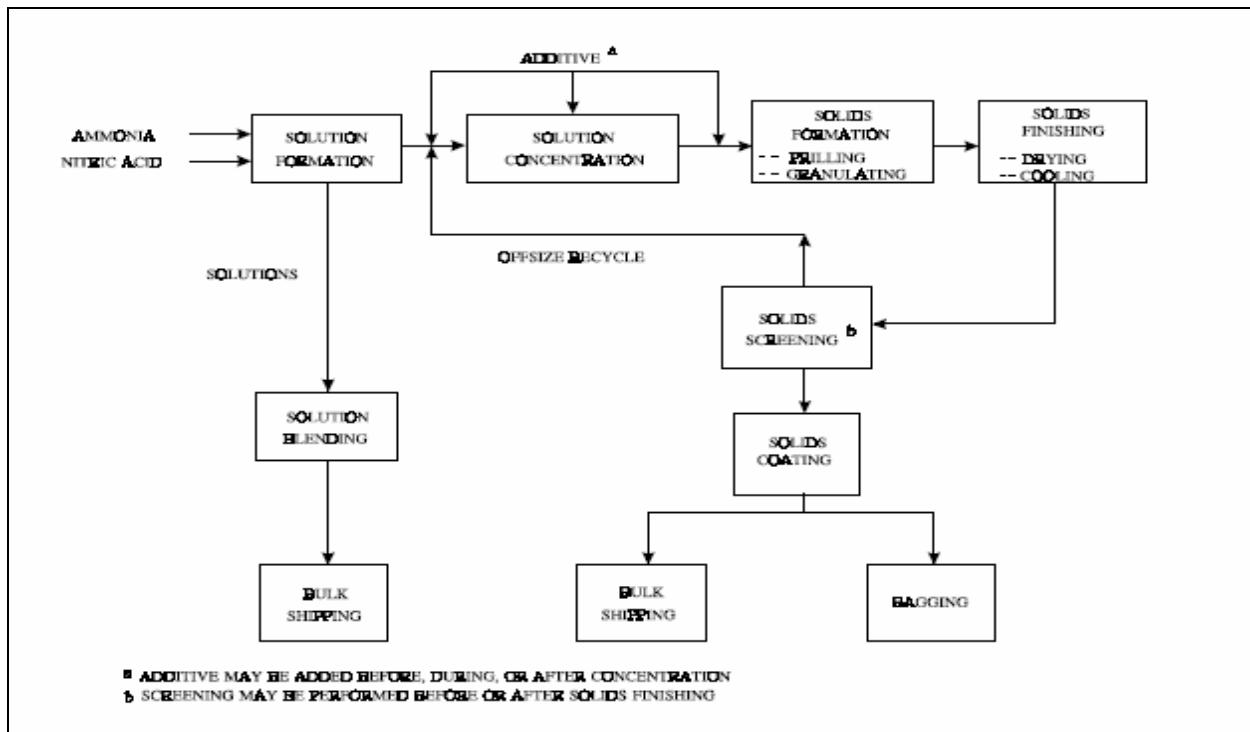 ADDITIVE a
AMMONIA
NITRIC ACID
SOLUTION
FORMATION
SOLUTION
CONCENTRATION
SOLIDS
FORMATION
-- PRILLING
-- GRANULATING
SOLIDS
FINISHING
-- DRYING
-- COOLING
OFFSIZE RECYCLE
SOLUTIONS
SOLIDS
SCREENING b
SOLUTION
BLENDING
SOLIDS
COATING
BULK
SHIPPING
BULK
SHIPPING
BAGGING
a ADDITIVE MAY BE ADDED BEFORE, DURING, OR AFTER CONCENTRATION
b SCREENING MAY BE PERFORMED BEFORE OR AFTER SOLIDS FINISHING